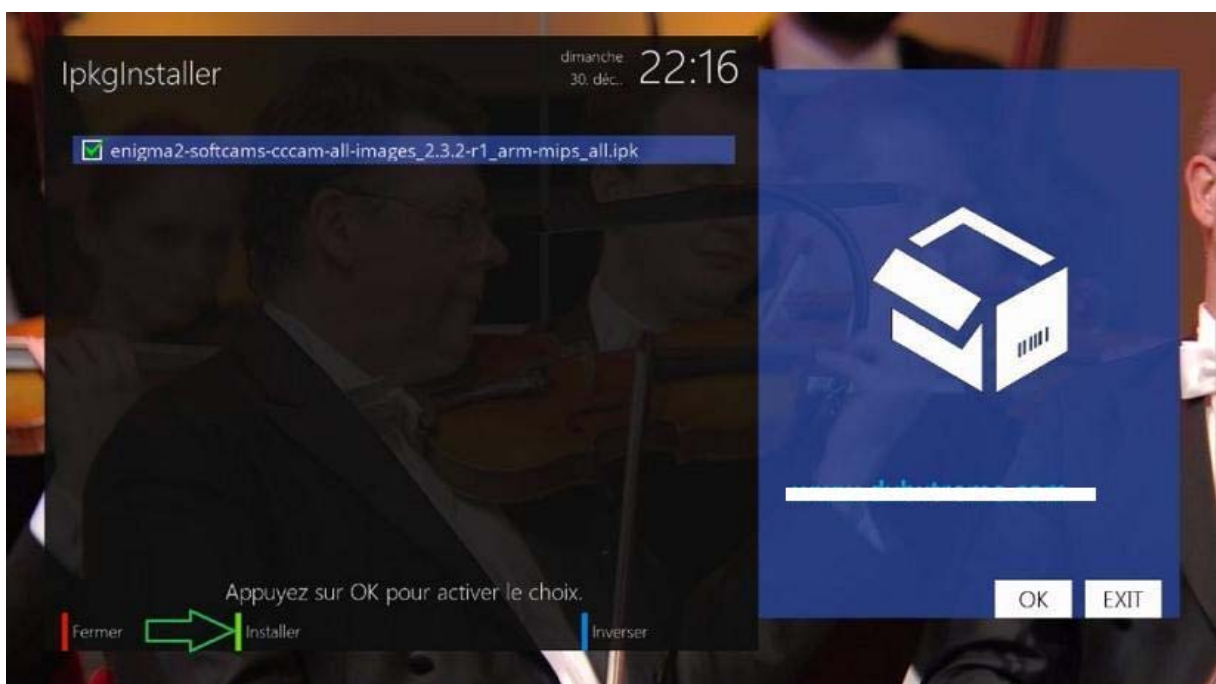 IpkgInstaller
dimanche
30. déc..
22:16
enigma2-softcams-cccam-all-images_2.3.2-r1_arm-mips_all.ipk
Appuyez sur OK pour activer le choix.
Fermer
Installer
Inverser
OK
EXIT